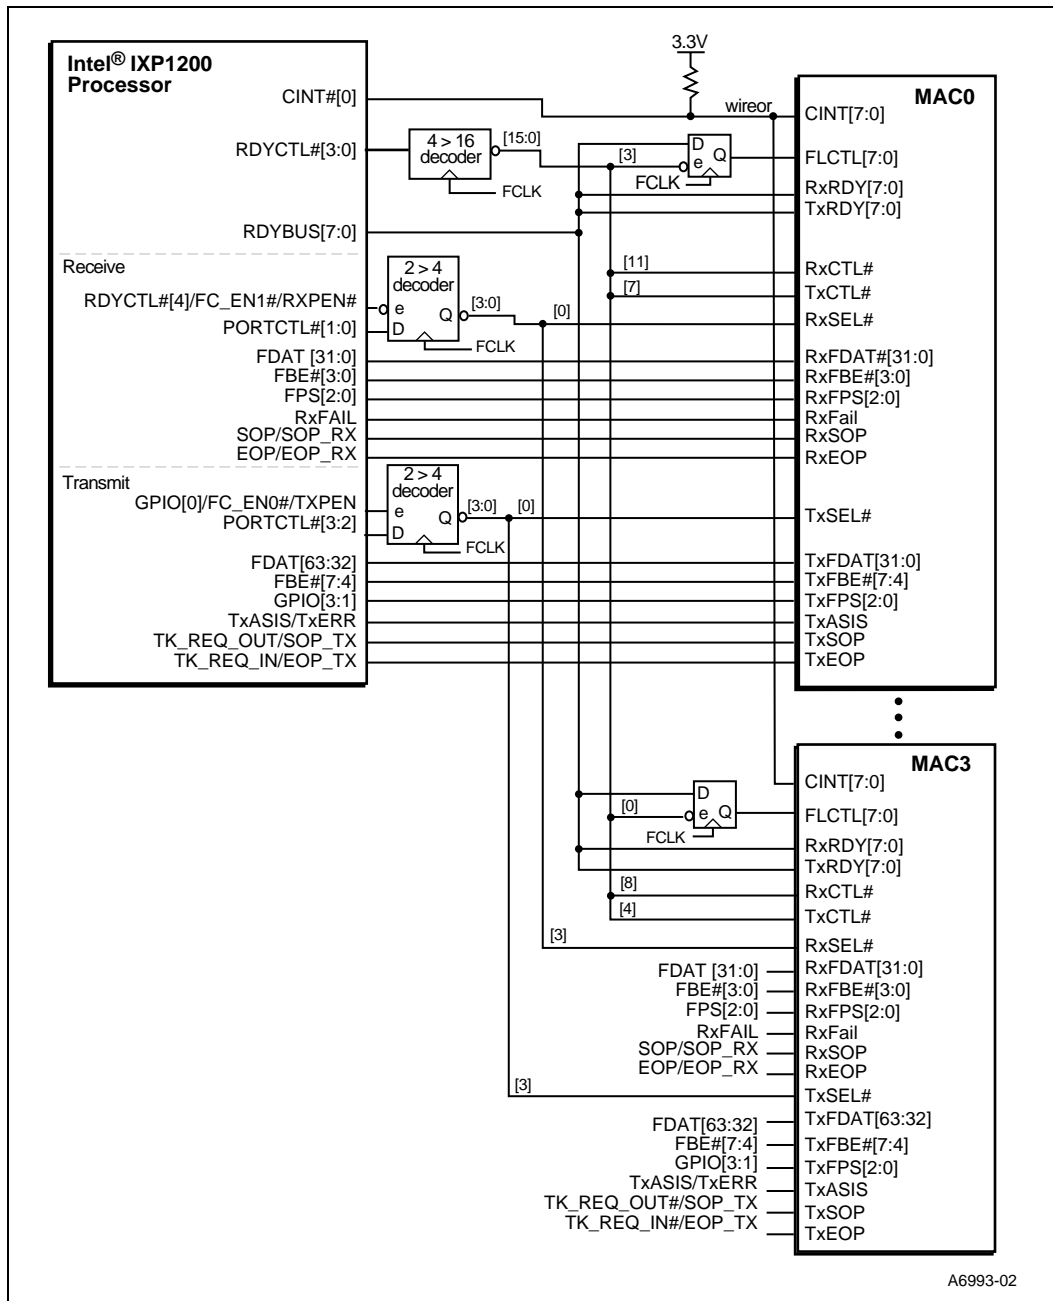 Intel® IXP1200
Processor
CINT#[0]
RDYCTL#[3:0]
RDYBUS[7:0]
Receive
RDYCTL#[4]/FC_EN1#/RXPEN#
PORTCTL#[1:0]
FDAT [31:0]
FBE#[3:0]
FPS[2:0]
RxFAIL
SOP/SOP_RX
EOP/EOP_RX
Transmit
GPIO[0]/FC_EN0#/TXPEN
PORTCTL#[3:2]
FDAT[63:32]
FBE#[7:4]
GPIO[3:1]
TxASIS/TxERR
TK_REQ_OUT/SOP_TX
TK_REQ_IN/EOP_TX
4 > 16
decoder
[15:0]
FCLK
3.3V
wireor
[3]
D
e
Q
FCLK
2 > 4
decoder
e
Q
D
[3:0]
[0]
FCLK
[11]
[7]
2 > 4
decoder
e
Q
D
[3:0]
[0]
FCLK
MAC0
CINT[7:0]
FLCTL[7:0]
RxRDY[7:0]
TxRDY[7:0]
RxCTL#
TxCTL#
RxSEL#
RxFDAT#[31:0]
RxFBE#[3:0]
RxFPS[2:0]
RxFail
RxSOP
RxEOP
TxSEL#
TxFDAT[31:0]
TxFBE#[7:4]
TxFPS[2:0]
TxASIS
TxSOP
TxEOP
MAC3
CINT[7:0]
FLCTL[7:0]
RxRDY[7:0]
TxRDY[7:0]
RxCTL#
TxCTL#
RxSEL#
RxFDAT[31:0]
RxFBE#[3:0]
RxFPS[2:0]
RxFail
RxSOP
RxEOP
TxSEL#
TxFDAT[63:32]
TxFBE#[7:4]
TxFPS[2:0]
TxASIS
TxSOP
TxEOP
D
e
Q
[0]
FCLK
[8]
[4]
[3]
FDAT [31:0]
FBE#[3:0]
FPS[2:0]
RxFAIL
SOP/SOP_RX
EOP/EOP_RX
[3]
FDAT[63:32]
FBE#[7:4]
GPIO[3:1]
TxASIS/TxERR
TK_REQ_OUT#/SOP_TX
TK_REQ_IN#/EOP_TX
A6993-02